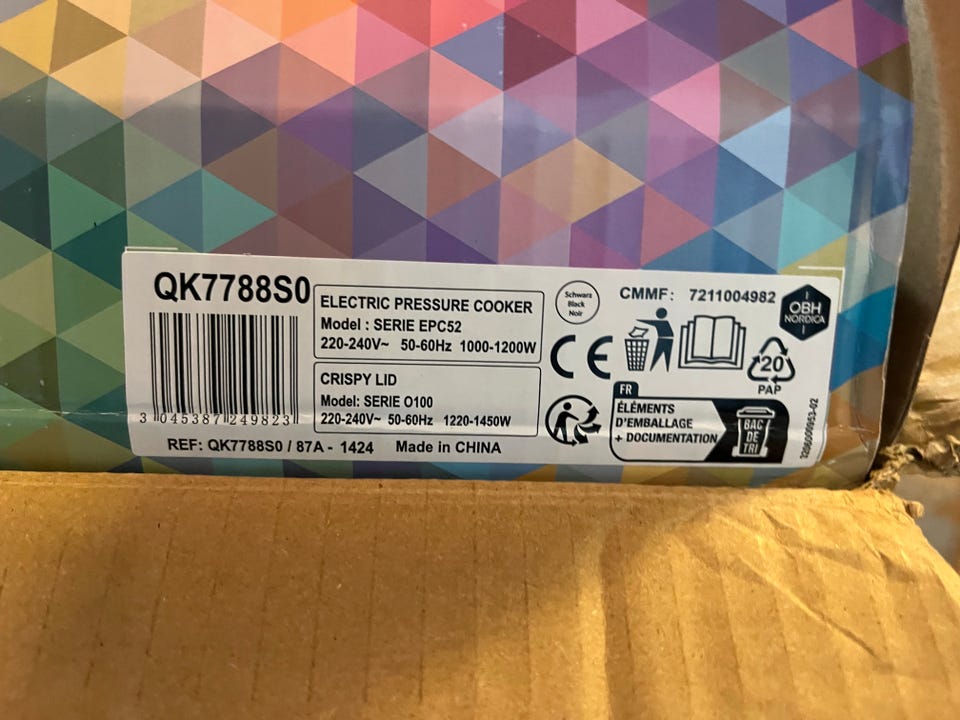 QK7788S0
3 045387 249823
ELECTRIC PRESSURE COOKER
Model : SERIE EPC52
220-240V~ 50-60Hz 1000-1200W
CRISPY LID
Model: SERIE O100
220-240V~ 50-60Hz 1220-1450W
REF: QK7788S0 / 87A - 1424 Made in CHINA
Schwarz
Black
Noir
CMMF: 7211004982
OBH
NORDICA
CE
20
PAP
FR
ÉLÉMENTS
D'EMBALLAGE
+ DOCUMENTATION
BAC
DE
TRI
3206000953-02